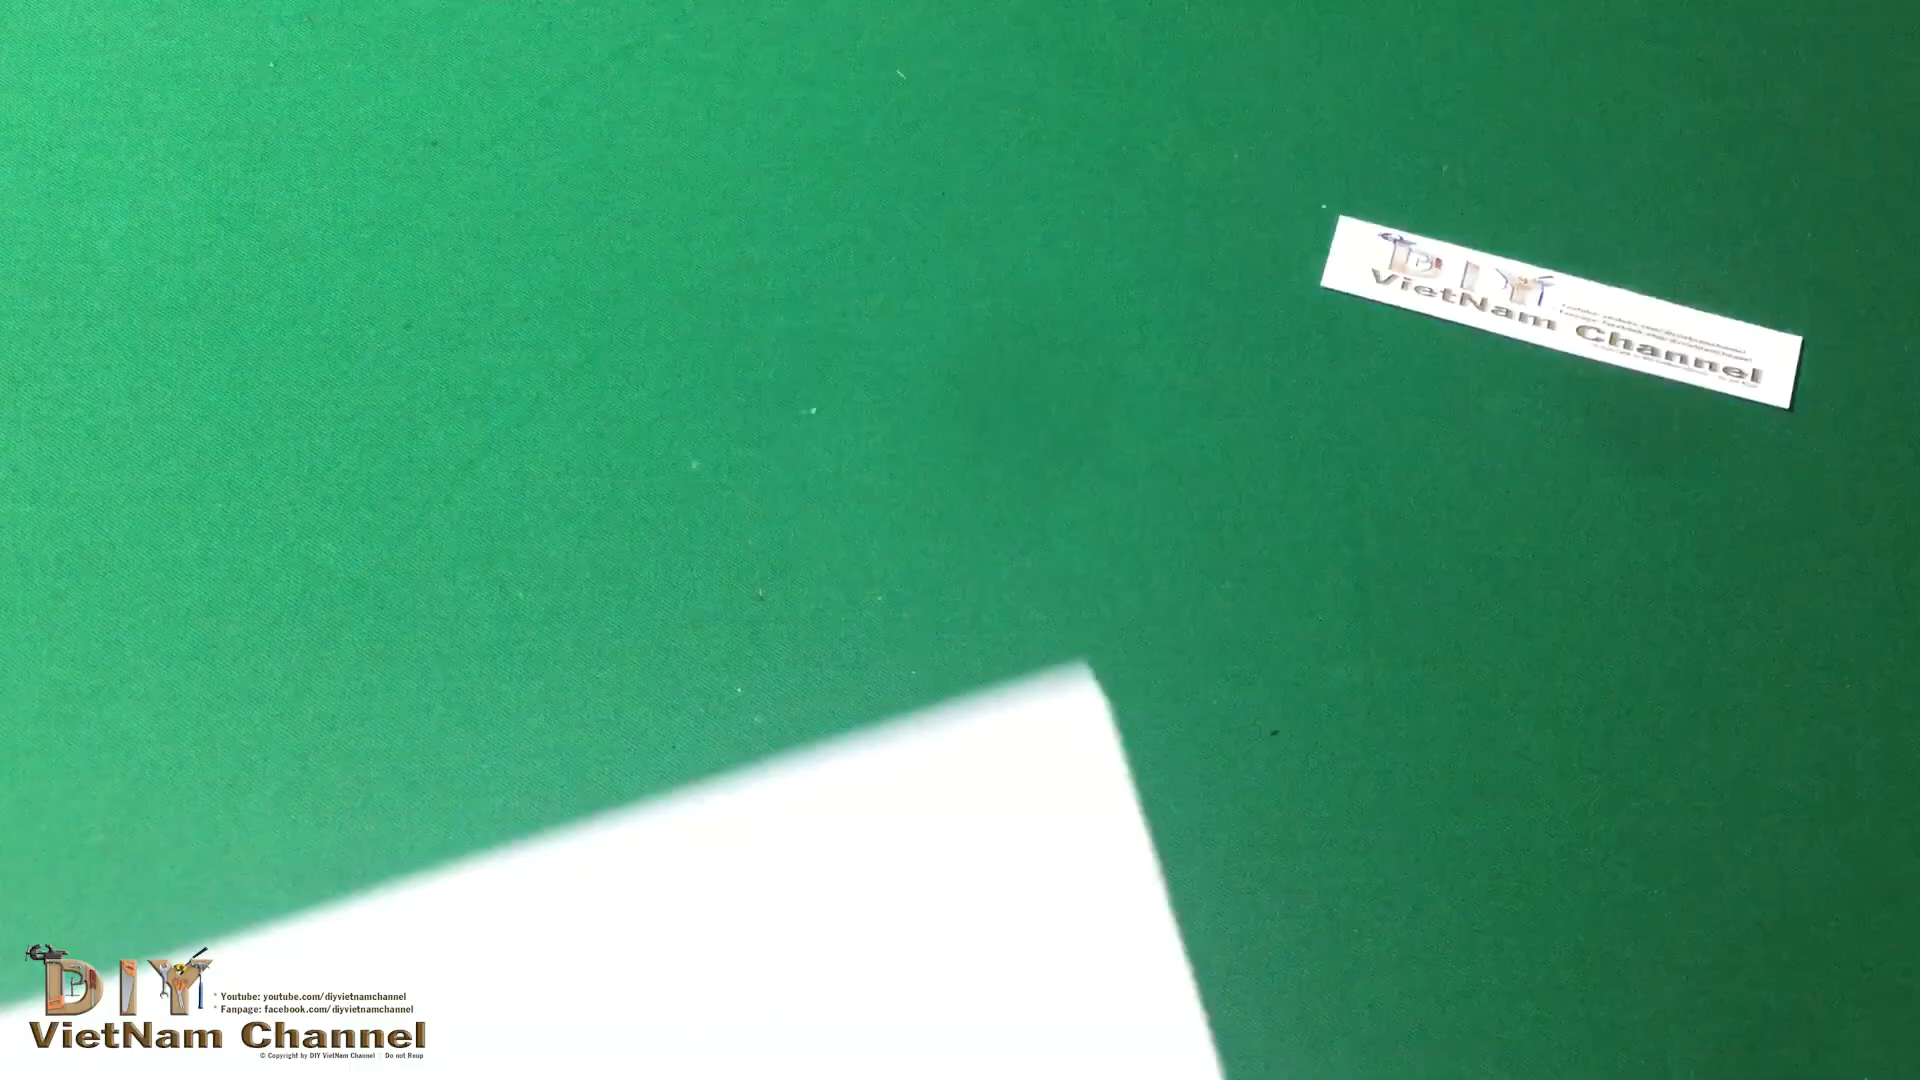 DIY
VietNam Channel
DIY
* Youtube: youtube.com/diyvietnamchannel
* Fanpage: facebook.com/diyvietnamchannel
VietNam Channel
© Copyright by DIY VietNam Channel | Do not Reup